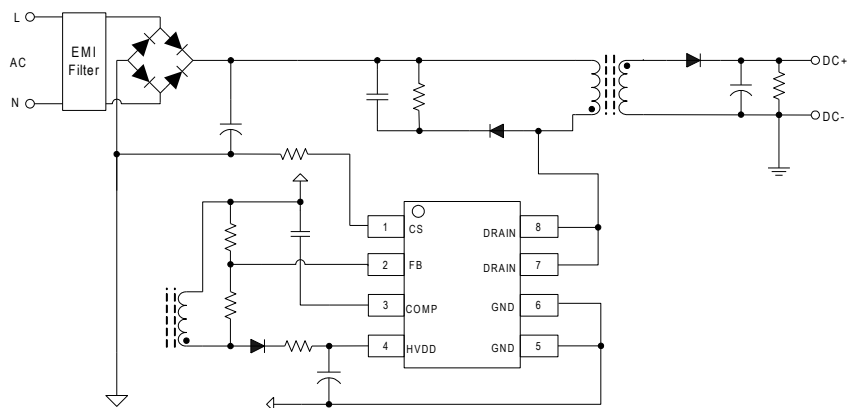 L
AC
N
EMI
Filter
DC+
DC-
1
CS
2
FB
3
COMP
4
HVDD
DRAIN
8
DRAIN
7
GND
6
GND
5